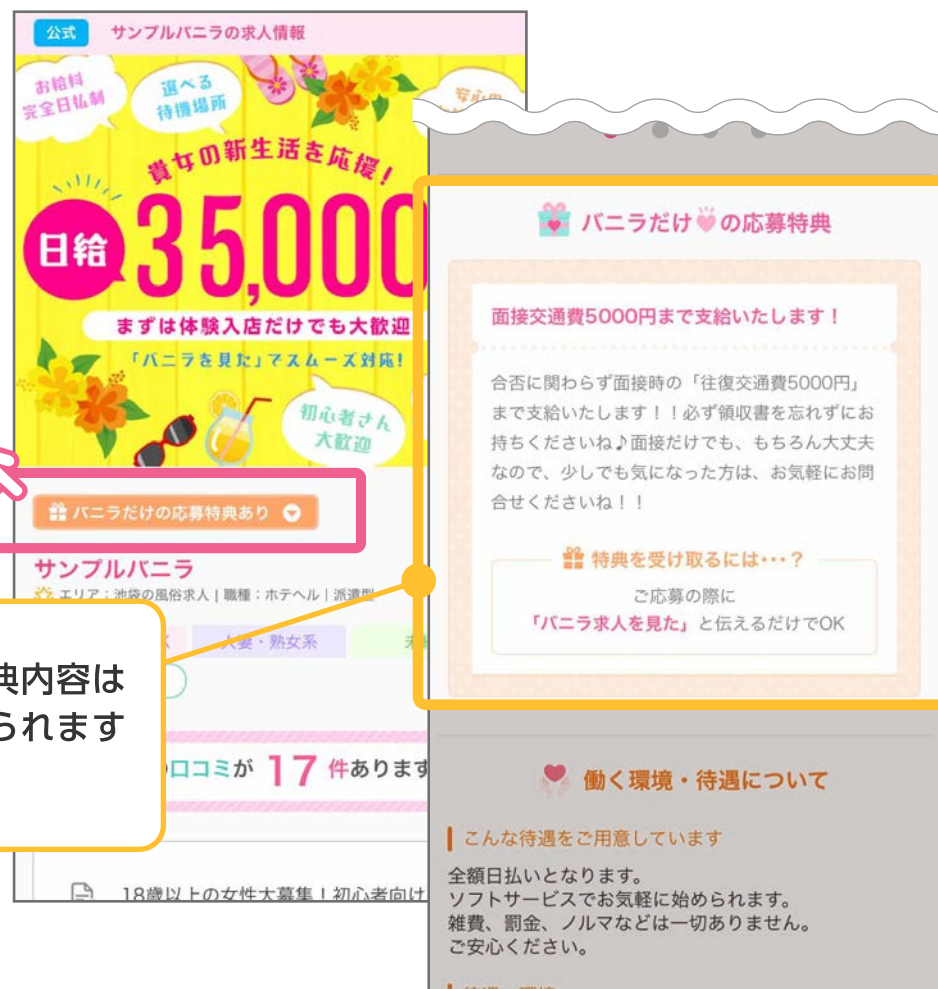 公式 サンプルバニラの求人情報
お給料
完全日払制
選べる
待機場所
安心の
貴女の新生活を応援！
日給 35,000
まずは体験入店だけでも大歓迎
「バニラを見た」でスムーズ対応！
初心者さん
大歓迎
バニラだけの応募特典あり
サンプルバニラ
エリア：池袋の風俗求人 | 職種：ホテヘル｜派遣型
人妻・熟女系
典内容は
られます
口コミが 17 件あります
18歳以上の女性大募集！初心者向け
バニラだけ の応募特典
面接交通費5000円まで支給いたします！
合否に関わらず面接時の「往復交通費5000円」
まで支給いたします！！必ず領収書を忘れずにお
持ちくださいね♪面接だけでも、もちろん大丈夫
なので、少しでも気になった方は、お気軽にお問
合せくださいね！！
特典を受け取るには･･･？
ご応募の際に
「バニラ求人を見た」と伝えるだけでOK
働く環境・待遇について
こんな待遇をご用意しています
全額日払いとなります。
ソフトサービスでお気軽に始められます。
雑費、罰金、ノルマなどは一切ありません。
ご安心ください。